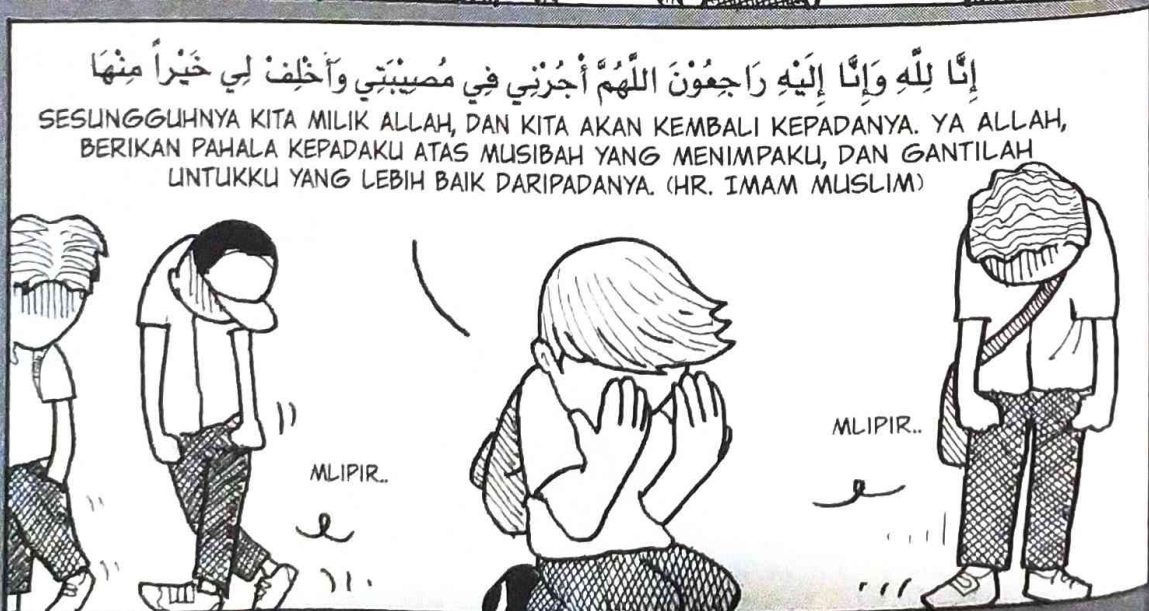 إِنَّا لِلَّهِ وَإِنَّا إِلَيْهِ رَاجِعُوْنَ اللَّهُمَّ أْجُرْنِي فِي مُصِيْبَتِي وَأَخْلِفْ لِي خَيْراً مِنْهَا
SESUNGGUHNYA KITA MILIK ALLAH, DAN KITA AKAN KEMBALI KEPADANYA. YA ALLAH,
BERIKAN PAHALA KEPADAKU ATAS MUSIBAH YANG MENIMPAKU, DAN GANTILAH
UNTUKKU YANG LEBIH BAIK DARIPADANYA. (HR. IMAM MUSLIM)
MLIPIR..
MLIPIR..